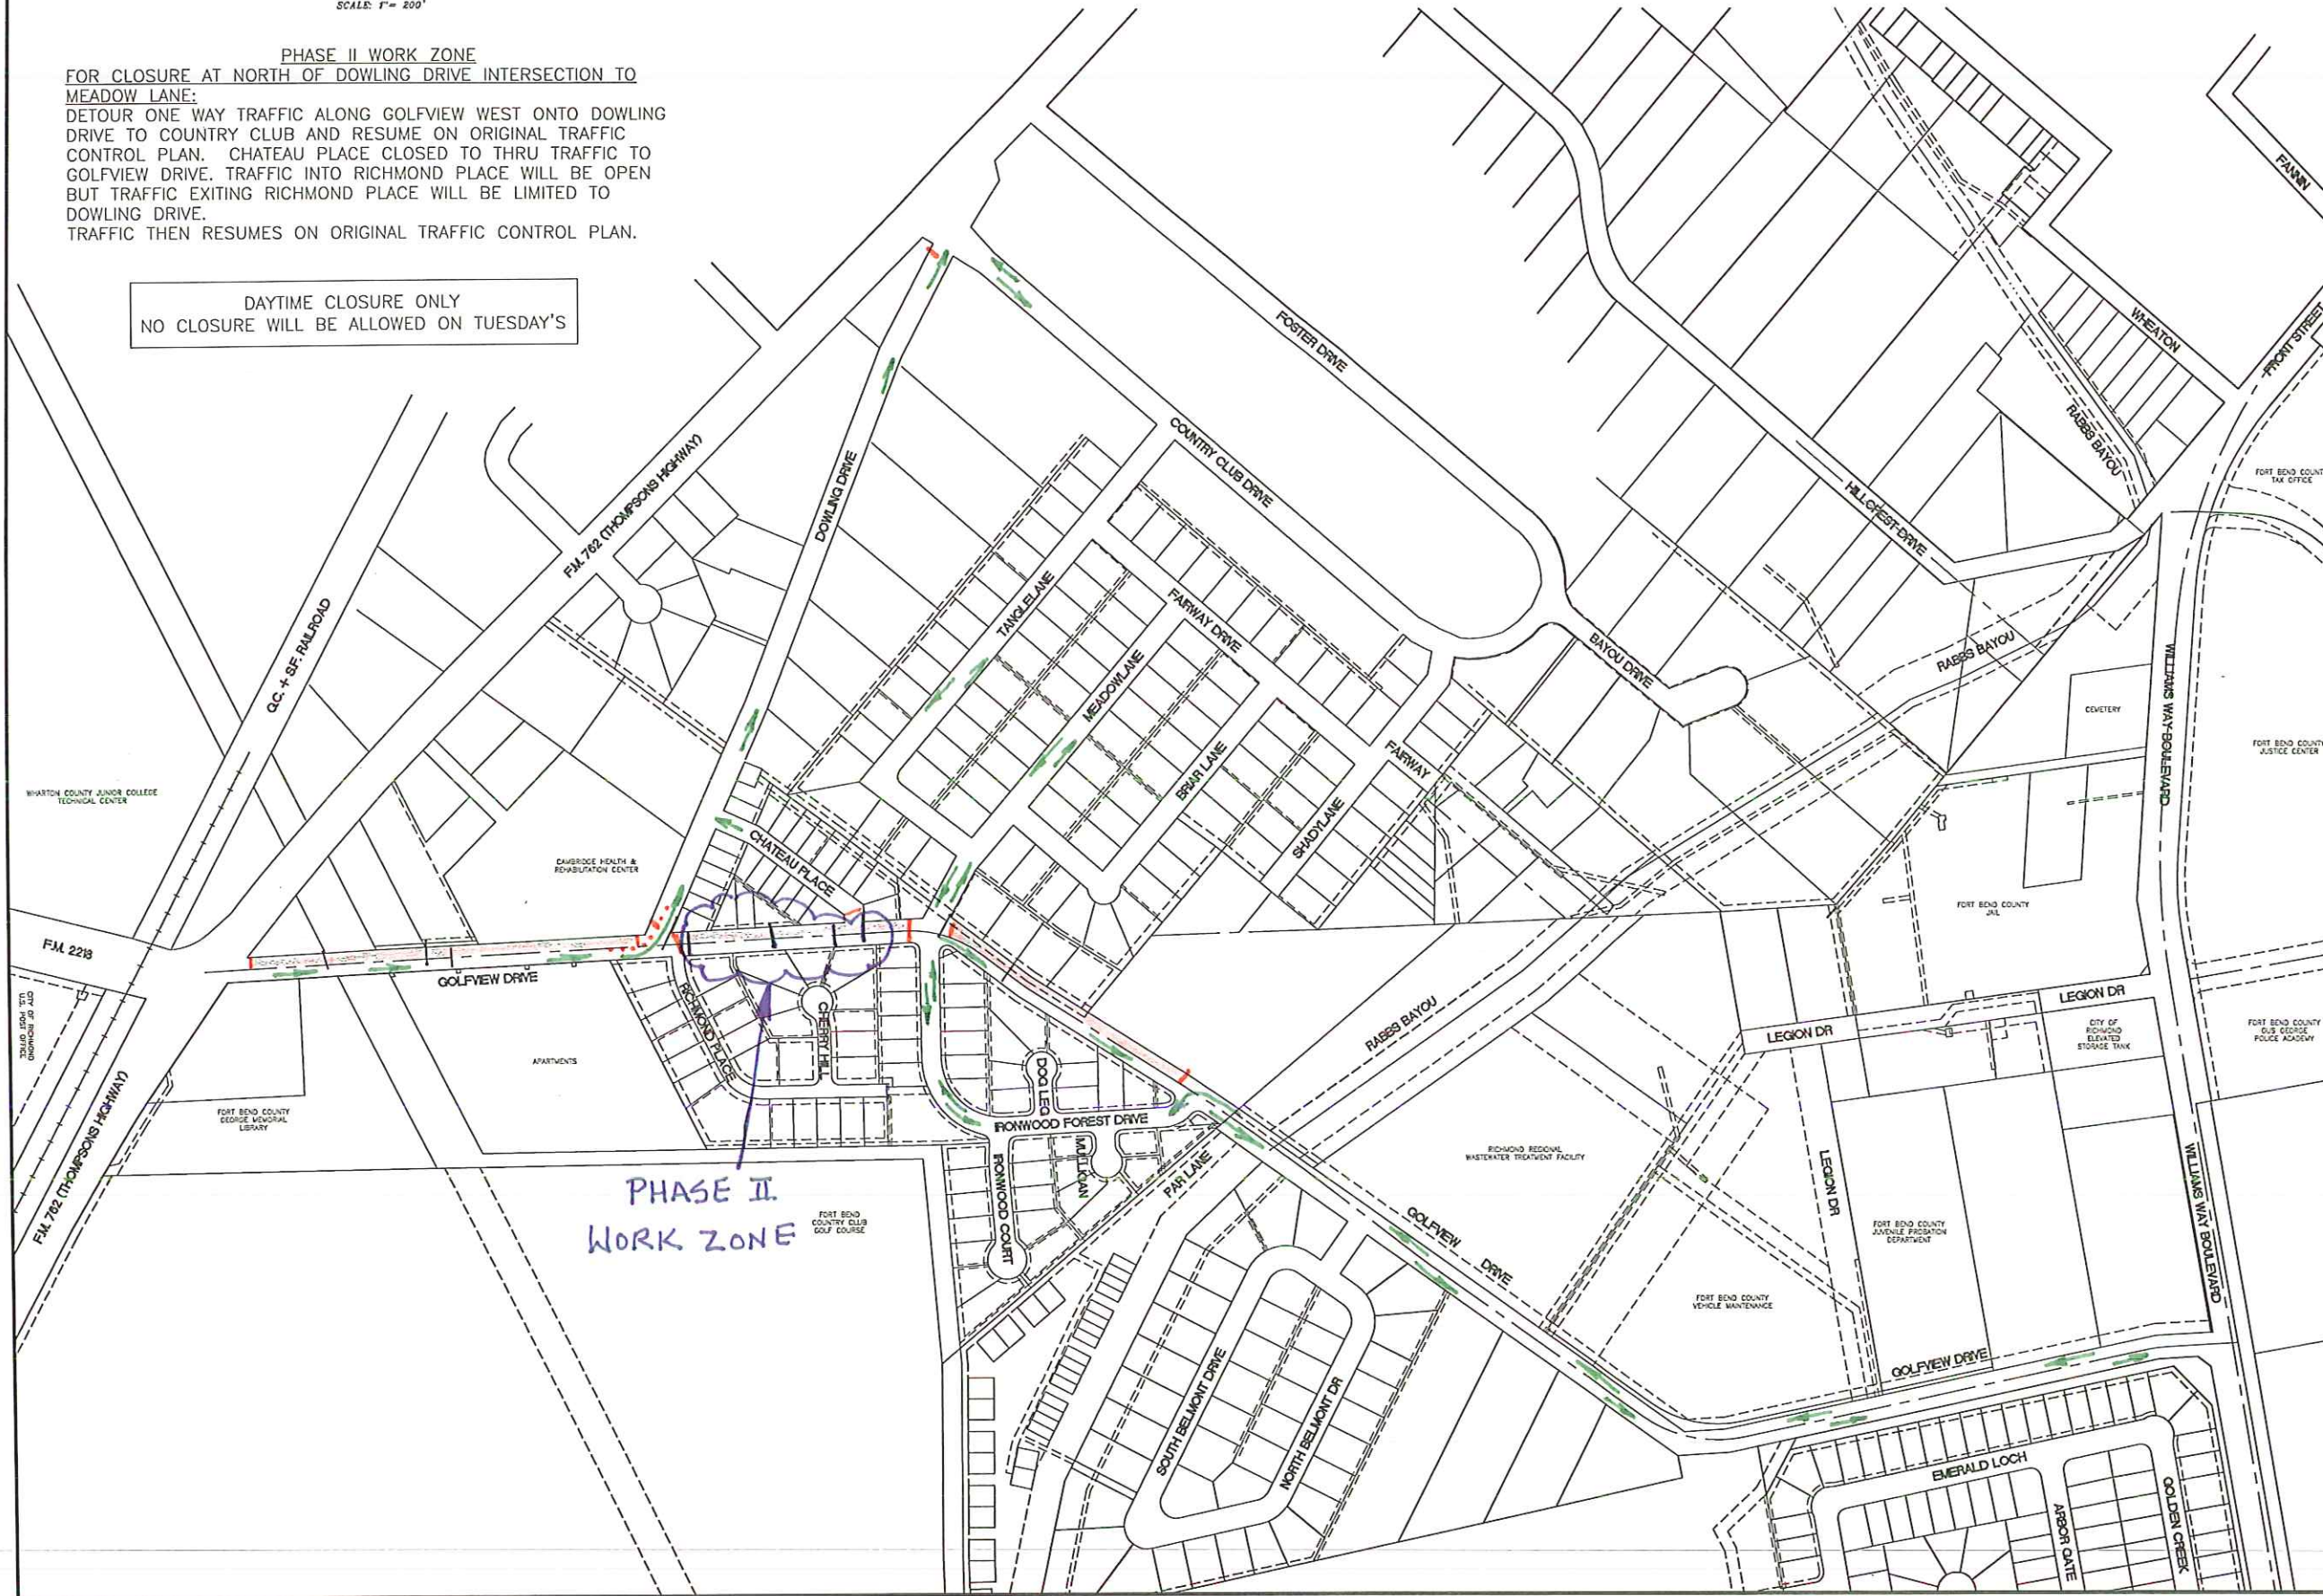 SCALE: 1"= 200'
PHASE II WORK ZONE
FOR CLOSURE AT NORTH OF DOWLING DRIVE INTERSECTION TO
MEADOW LANE:
DETOUR ONE WAY TRAFFIC ALONG GOLFVIEW WEST ONTO DOWLING
DRIVE TO COUNTRY CLUB AND RESUME ON ORIGINAL TRAFFIC
CONTROL PLAN. CHATEAU PLACE CLOSED TO THRU TRAFFIC TO
GOLFVIEW DRIVE. TRAFFIC INTO RICHMOND PLACE WILL BE OPEN
BUT TRAFFIC EXITING RICHMOND PLACE WILL BE LIMITED TO
DOWLING DRIVE.
TRAFFIC THEN RESUMES ON ORIGINAL TRAFFIC CONTROL PLAN.
DAYTIME CLOSURE ONLY
NO CLOSURE WILL BE ALLOWED ON TUESDAY'S
FANNIN
WHEATON
FRONT STREET
FOSTER DRIVE
RABBS BAYOU
FORT BEND COUNT
TAX OFFICE
COUNTRY CLUB DRIVE
F.M. 762 (THOMPSONS HIGHWAY)
DOWLING DRIVE
HILLCREST DRIVE
TANGLELANE
FAIRWAY DRIVE
G.C. + S.F. RAILROAD
MEADOWLANE
BAYOU DRIVE
RABBS BAYOU
CEMETERY
WILLIAMS WAY BOULEVARD
FORT BEND COUNTY
JUSTICE CENTER
BRIAR LANE
FAIRWAY
SHADYLANE
WHARTON COUNTY JUNIOR COLLEGE
TECHNICAL CENTER
CAMBRIDGE HEALTH &
REHABILITATION CENTER
CHATEAU PLACE
FORT BEND COUNTY
JAIL
F.M. 2218
GOLFVIEW DRIVE
CITY OF RICHMOND
U.S. POST OFFICE
RICHMOND PLACE
CHERRY HILL
APARTMENTS
DOG LEG
RABBS BAYOU
LEGION DR
LEGION DR
CITY OF
RICHMOND
ELEVATED
STORAGE TANK
FORT BEND COUNTY
GUS GEORGE
POLICE ACADEMY
FORT BEND COUNTY
GEORGE MEMORIAL
LIBRARY
IRONWOOD FOREST DRIVE
MULLIGAN
PAR LANE
IRONWOOD COURT
F.M. 762 (THOMPSONS HIGHWAY)
RICHMOND REGIONAL
WASTEWATER TREATMENT FACILITY
LEGION DR
WILLIAMS WAY BOULEVARD
PHASE II
WORK ZONE
FORT BEND
COUNTRY CLUB
GOLF COURSE
GOLFVIEW DRIVE
FORT BEND COUNTY
JUVENILE PROBATION
DEPARTMENT
FORT BEND COUNTY
VEHICLE MAINTENANCE
GOLFVIEW DRIVE
SOUTH BELMONT DRIVE
NORTH BELMONT DR
EMERALD LOCH
ARBOR GATE
GOLDEN CREEK